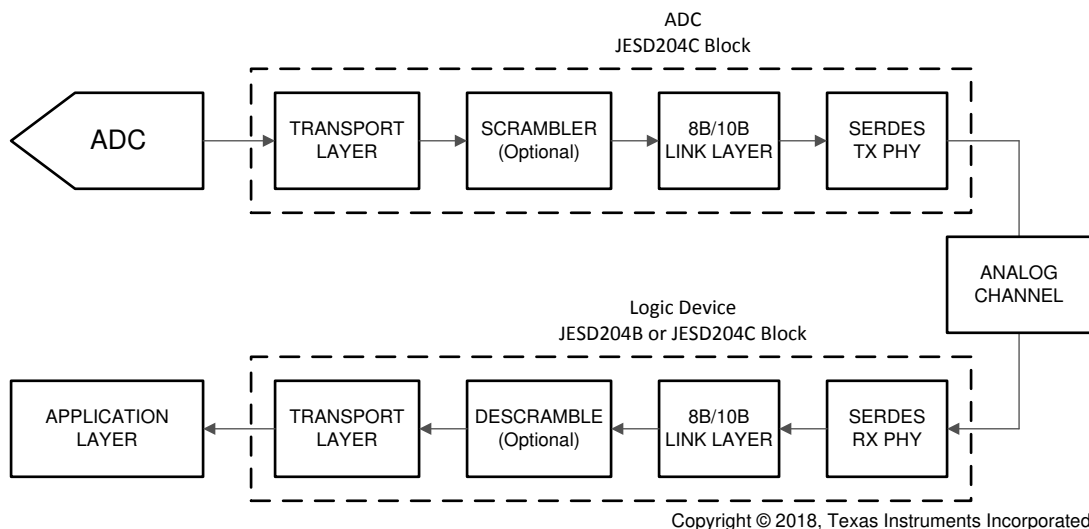 ADC
JESD204C Block
ADC
TRANSPORT
LAYER
SCRAMBLER
(Optional)
8B/10B
LINK LAYER
SERDES
TX PHY
ANALOG
CHANNEL
Logic Device
JESD204B or JESD204C Block
APPLICATION
LAYER
TRANSPORT
LAYER
DESCRAMBLE
(Optional)
8B/10B
LINK LAYER
SERDES
RX PHY
Copyright © 2018, Texas Instruments Incorporated